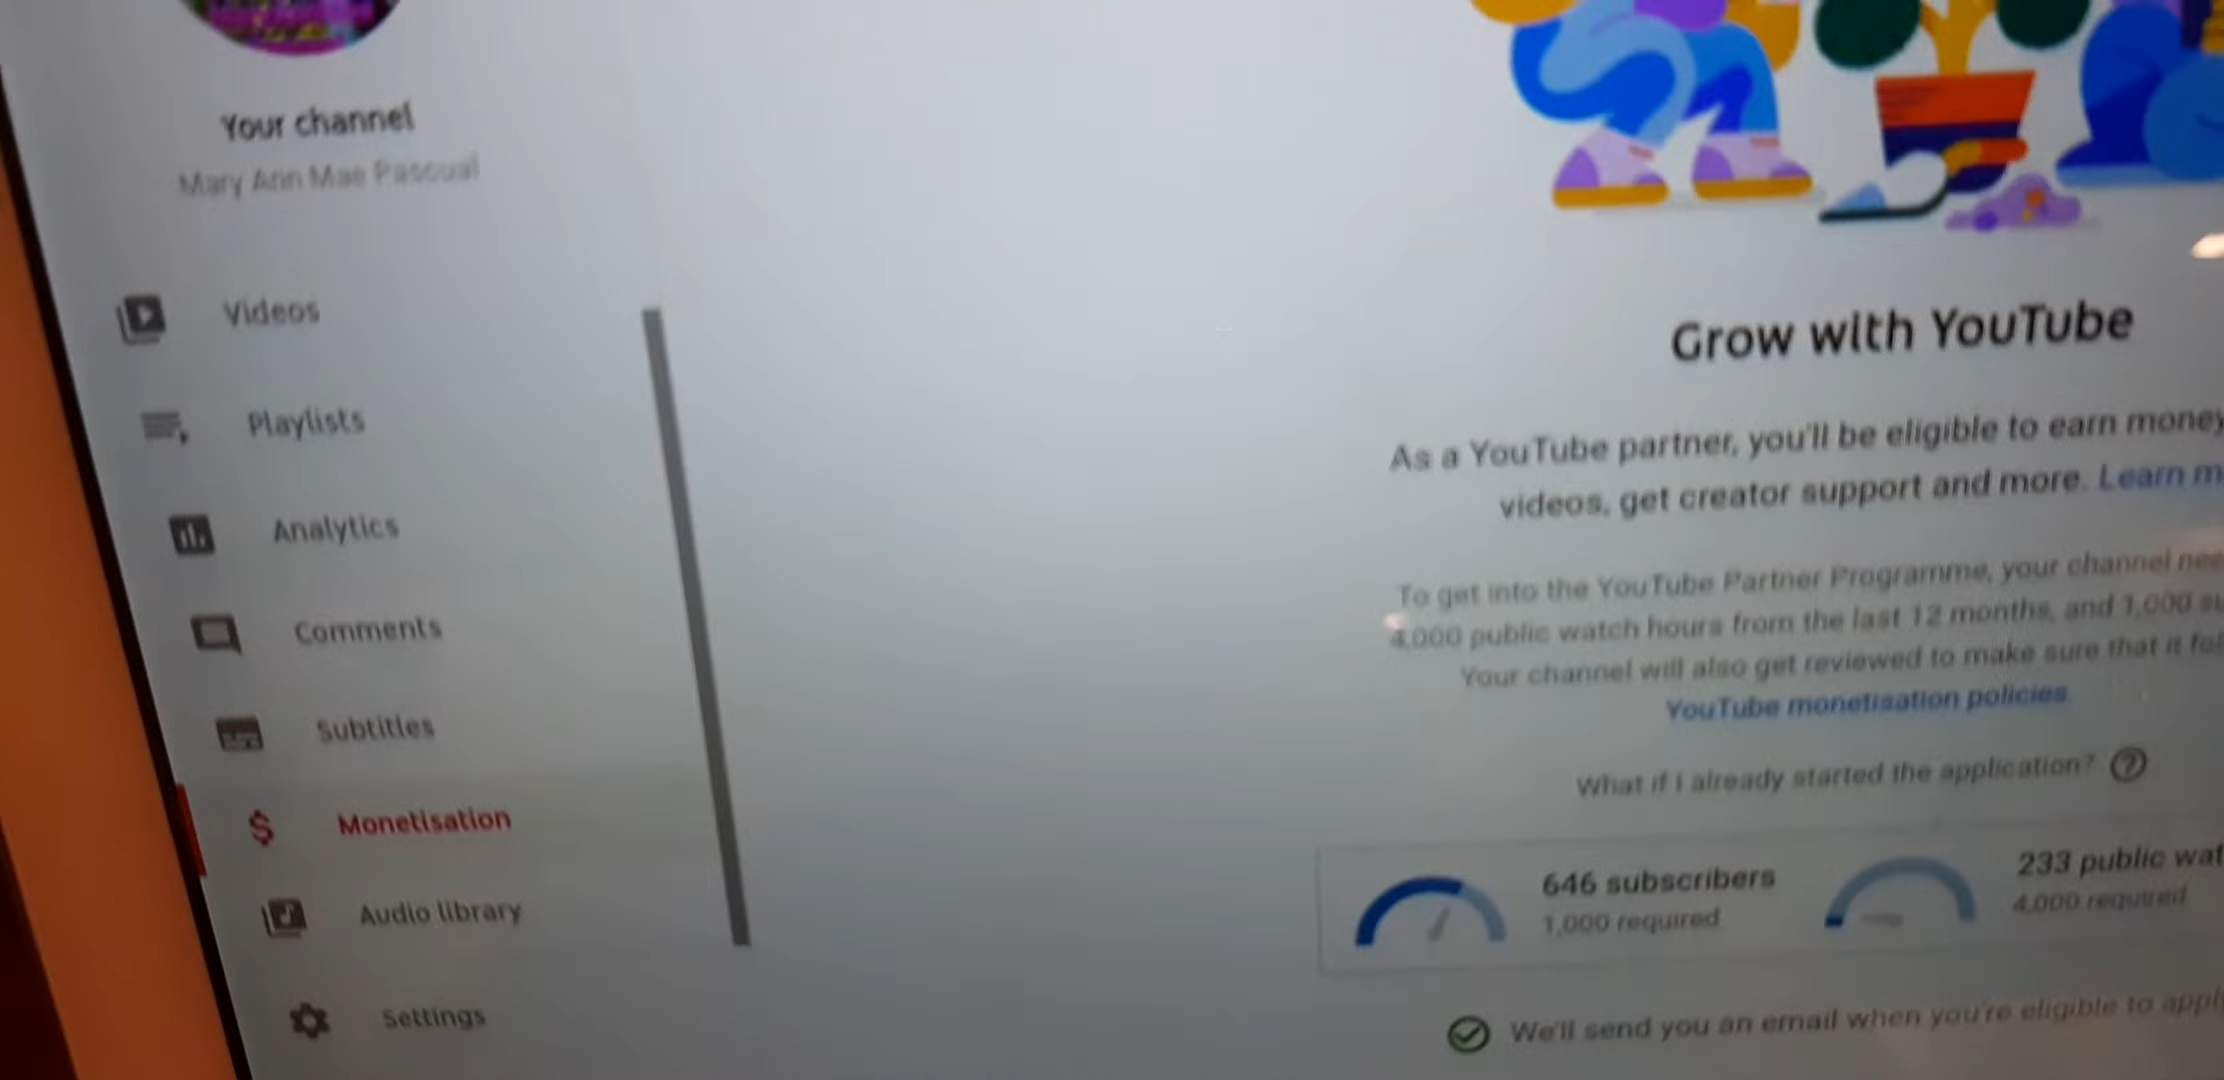 Your channel
Mary Ann Mae Pascual
Videos
Playlists
Analytics
Comments
Subtitles
Monetisation
Audio library
Settings
Grow with YouTube
As a YouTube partner, you'll be eligible to earn money
videos, get creator support and more. Learn m
To get into the YouTube Partner Programme, your channel nee
4,000 public watch hours from the last 12 months, and 1,000 su
Your channel will also get reviewed to make sure that it fol
YouTube monetisation policies
What if I already started the application?
646 subscribers
1,000 required
233 public wat
4,000 required
We'll send you an email when you're eligible to apply